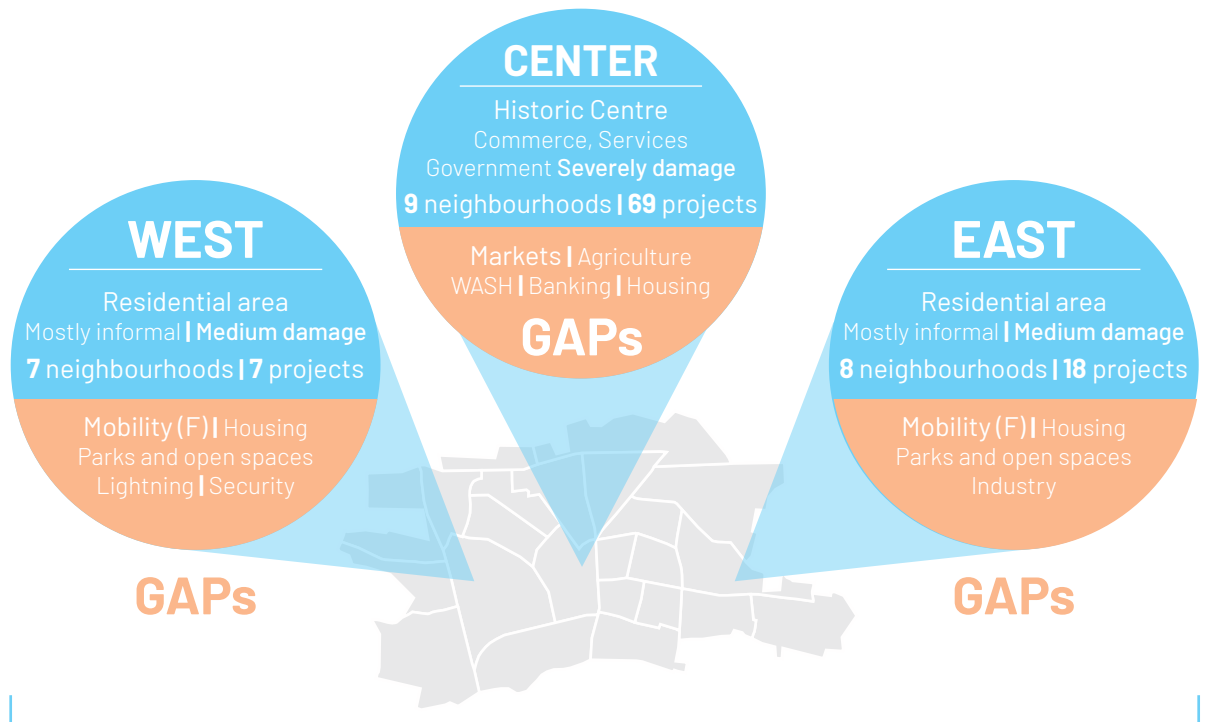 CENTER
Historic Centre
Commerce, Services
Government Severely damage
9 neighbourhoods | 69 projects
Markets | Agriculture
WASH | Banking | Housing
GAPs
WEST
Residential area
Mostly informal | Medium damage
7 neighbourhoods | 7 projects
Mobility (F) | Housing
Parks and open spaces
Lightning | Security
GAPs
EAST
Residential area
Mostly informal | Medium damage
8 neighbourhoods | 18 projects
Mobility (F) | Housing
Parks and open spaces
Industry
GAPs